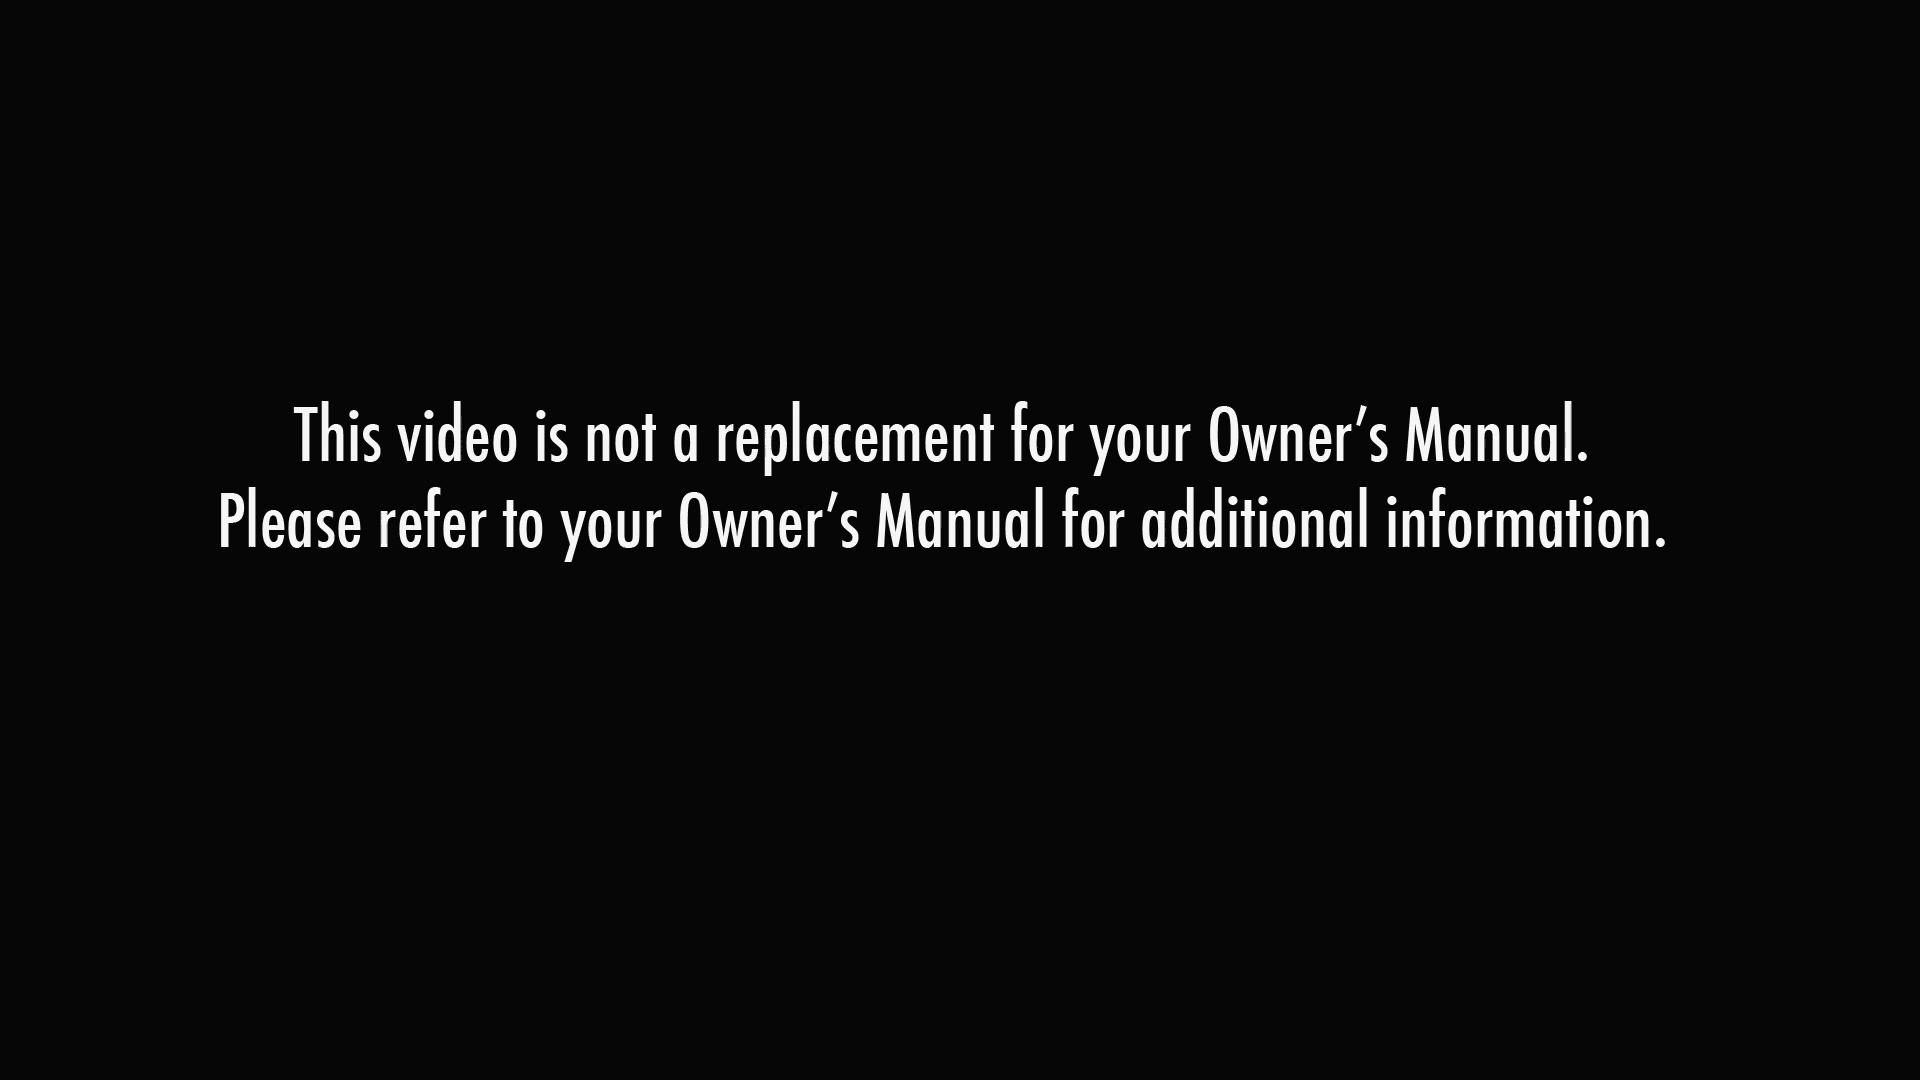 This video is not a replacement for your Owner’s Manual.
Please refer to your Owner’s Manual for additional information.